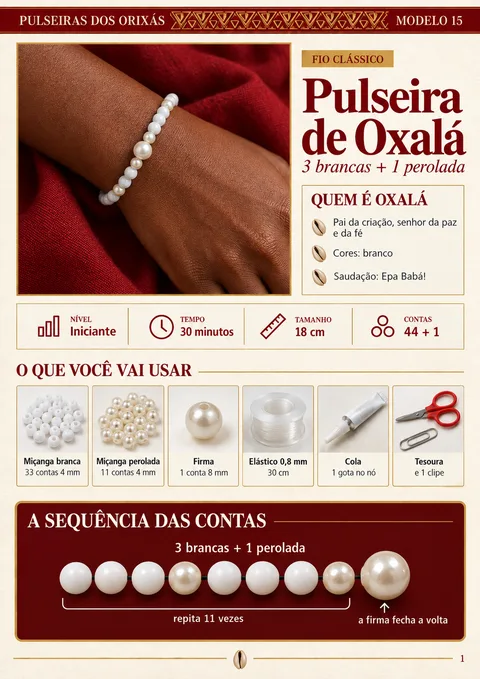 PULSEIRAS DOS ORIXÁS
MODELO 15
FIO CLÁSSICO
Pulseira
de Oxalá
3 brancas + 1 perolada
QUEM É OXALÁ
Pai da criação, senhor da paz
e da fé
Cores: branco
Saudação: Epa Babá!
NÍVEL
Iniciante
TEMPO
30 minutos
TAMANHO
18 cm
CONTAS
44 + 1
O QUE VOCÊ VAI USAR
Miçanga branca
33 contas 4 mm
Miçanga perolada
11 contas 4 mm
Firma
1 conta 8 mm
Elástico 0,8 mm
30 cm
Cola
1 gota no nó
Tesoura
e 1 clipe
A SEQUÊNCIA DAS CONTAS
3 brancas + 1 perolada
repita 11 vezes
a firma fecha a volta
1